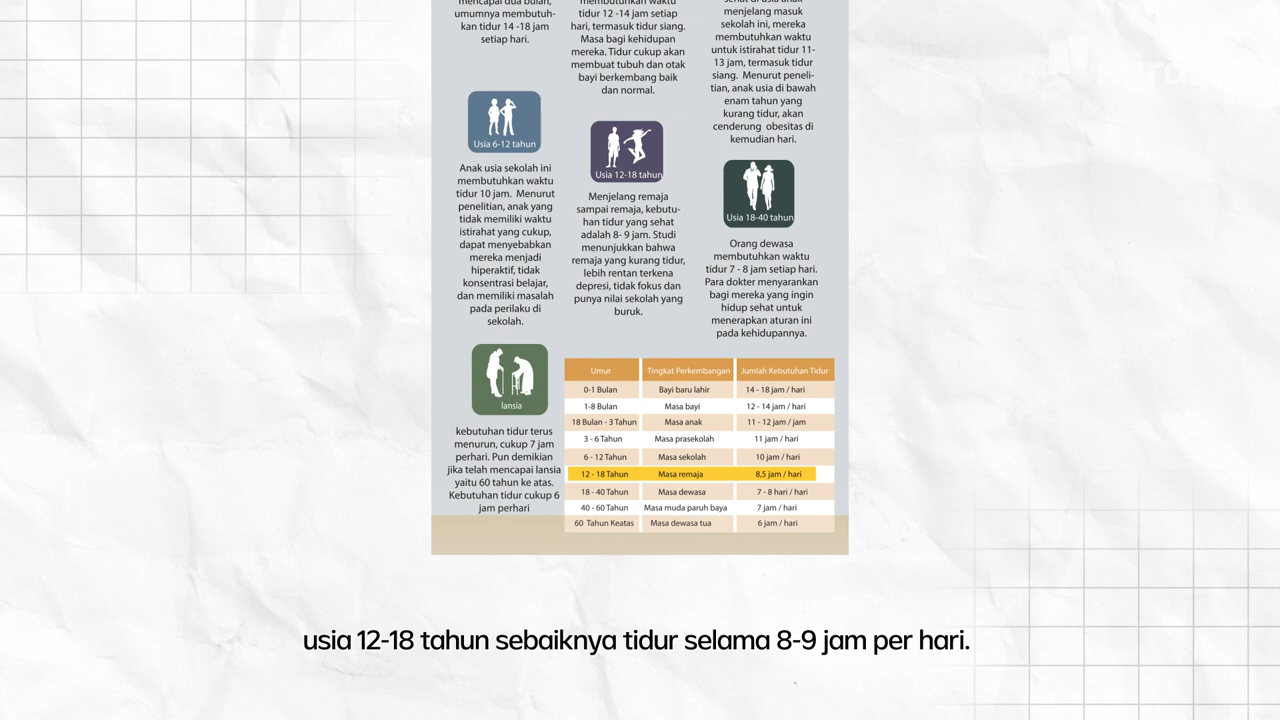 mencapai dua bulan,
umumnya membutuh-
kan tidur 14 -18 jam
setiap hari.
membutuhkan waktu
tidur 12 -14 jam setiap
hari, termasuk tidur siang.
Masa bagi kehidupan
mereka. Tidur cukup akan
membuat tubuh dan otak
bayi berkembang baik
dan normal.
menjelang masuk
sekolah ini, mereka
membutuhkan waktu
untuk istirahat tidur 11-
13 jam, termasuk tidur
siang. Menurut peneli-
tian, anak usia di bawah
enam tahun yang
kurang tidur, akan
cenderung obesitas di
kemudian hari.
Usia 6-12 tahun
Anak usia sekolah ini
membutuhkan waktu
tidur 10 jam. Menurut
penelitian, anak yang
tidak memiliki waktu
istirahat yang cukup,
dapat menyebabkan
mereka menjadi
hiperaktif, tidak
konsentrasi belajar,
dan memiliki masalah
pada perilaku di
sekolah.
Usia 12-18 tahun
Menjelang remaja
sampai remaja, kebutu-
han tidur yang sehat
adalah 8- 9 jam. Studi
menunjukkan bahwa
remaja yang kurang tidur,
lebih rentan terkena
depresi, tidak fokus dan
punya nilai sekolah yang
buruk.
Usia 18-40 tahun
Orang dewasa
membutuhkan waktu
tidur 7 - 8 jam setiap hari.
Para dokter menyarankan
bagi mereka yang ingin
hidup sehat untuk
menerapkan aturan ini
pada kehidupannya.
lansia
kebutuhan tidur terus
menurun, cukup 7 jam
perhari. Pun demikian
jika telah mencapai lansia
yaitu 60 tahun ke atas.
Kebutuhan tidur cukup 6
jam perhari
Umur Tingkat Perkembangan Jumlah Kebutuhan Tidur
0-1 Bulan Bayi baru lahir 14 - 18 jam / hari
1-8 Bulan Masa bayi 12 - 14 jam / hari
18 Bulan - 3 Tahun Masa anak 11 - 12 jam / jam
3 - 6 Tahun Masa prasekolah 11 jam / hari
6 - 12 Tahun Masa sekolah 10 jam / hari
12 - 18 Tahun Masa remaja 8,5 jam / hari
18 - 40 Tahun Masa dewasa 7 - 8 hari / hari
40 - 60 Tahun Masa muda paruh baya 7 jam / hari
60 Tahun Keatas Masa dewasa tua 6 jam / hari
usia 12-18 tahun sebaiknya tidur selama 8-9 jam per hari.